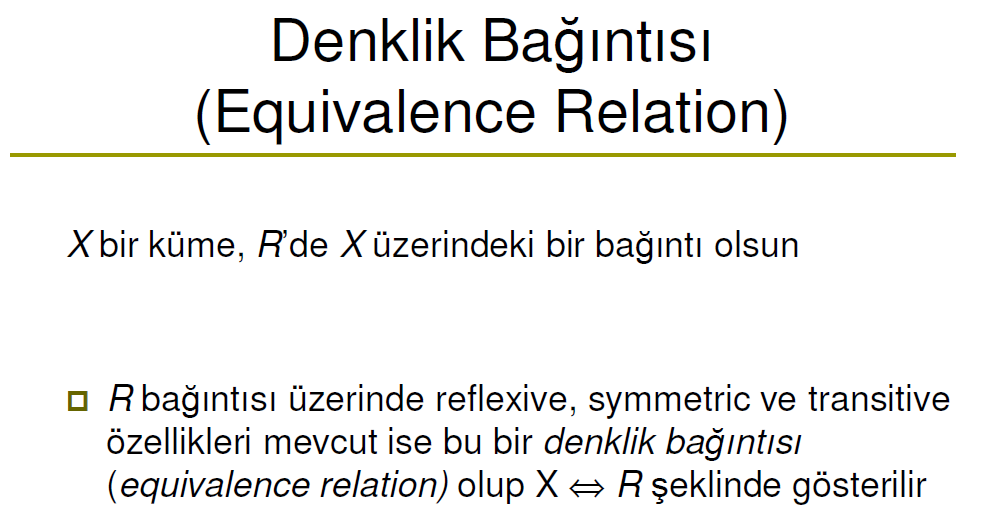 Denklik Bağıntısı
(Equivalence Relation)
X bir küme, R’de X üzerindeki bir bağıntı olsun
R bağıntısı üzerinde reflexive, symmetric ve transitive
özellikleri mevcut ise bu bir denklik bağıntısı
(equivalence relation) olup X ⇔ R şeklinde gösterilir